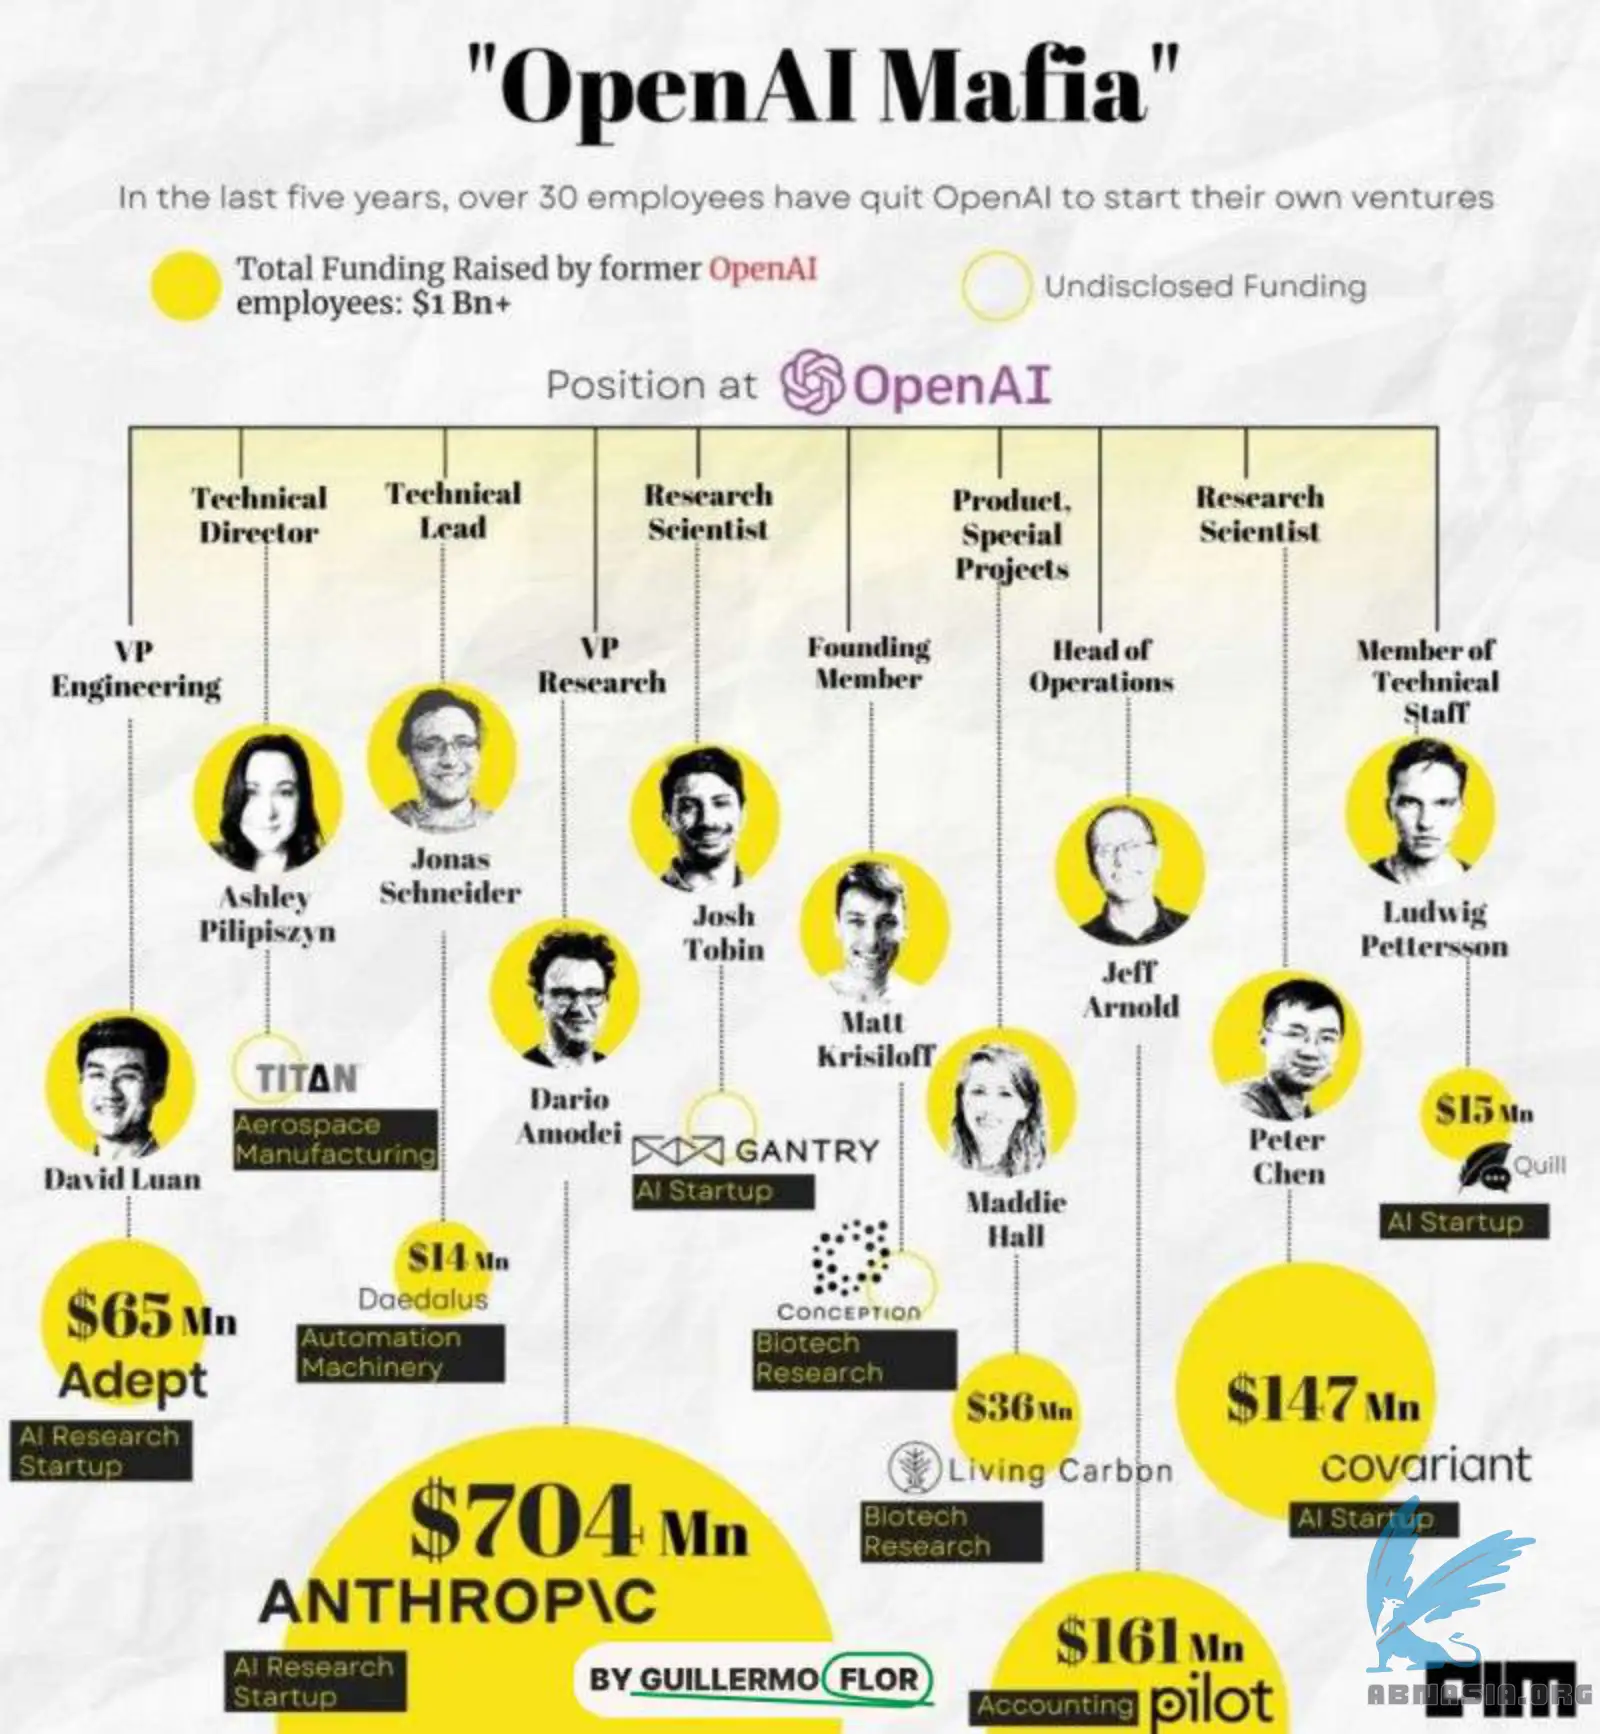 "OpenAI Mafia"
In the last five years, over 30 employees have quit OpenAI to start their own ventures
Total Funding Raised by former OpenAI
employees: $1 Bn+
Undisclosed Funding
Position at OpenAI
Technical
Director
Technical
Lead
Research
Scientist
Product,
Special
Projects
Research
Scientist
VP
Engineering
VP
Research
Founding
Member
Head of
Operations
Member of
Technical
Staff
Ashley
Pilipiszyn
Jonas
Schneider
Josh
Tobin
Ludwig
Pettersson
Jeff
Arnold
Matt
Krisiloff
Dario
Amodei
David Luan
Maddie
Hall
Peter
Chen
TITAN
Aerospace
Manufacturing
GANTRY
AI Startup
$15 Mn
Quill
AI Startup
$65 Mn
Adept
AI Research
Startup
$14 Mn
Daedalus
Automation
Machinery
CONCEPTION
Biotech
Research
$36 Mn
Living Carbon
Biotech
Research
$147 Mn
covariant
AI Startup
$704 Mn
ANTHROP\C
AI Research
Startup
BY GUILLERMO FLOR
$161 Mn
Accounting pilot
AIM
ABNASIA.ORG